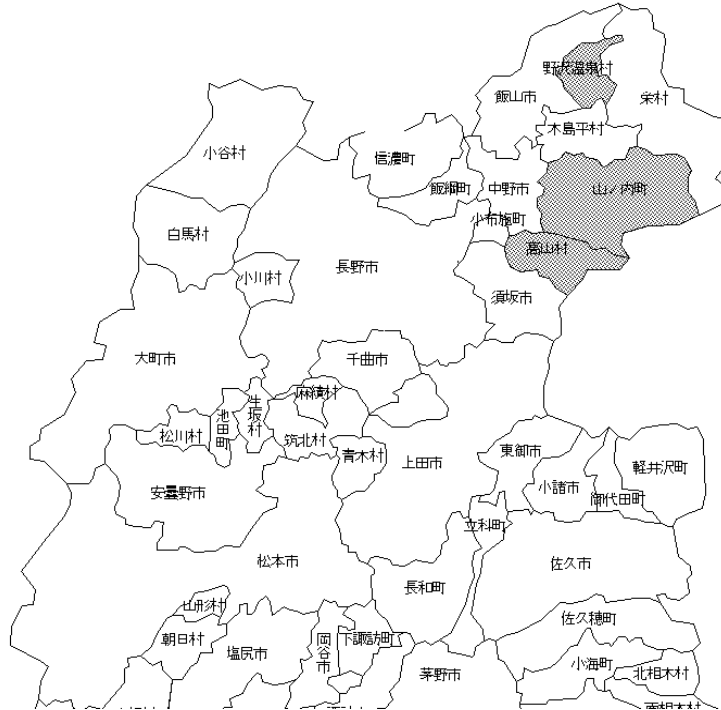 野沢温泉村
飯山市
栄村
木島平村
小谷村
信濃町
飯綱町
中野市
山ノ内町
小布施町
白馬村
高山村
長野市
小川村
須坂市
大町市
千曲市
麻績村
生坂村
池田町
松川村
筑北村
青木村
上田市
東御市
軽井沢町
小諸市
御代田町
安曇野市
立科町
松本市
佐久市
長和町
山形村
朝日村
佐久穂町
塩尻市
岡谷市
下諏訪町
茅野市
小海町
北相木村
南相木村